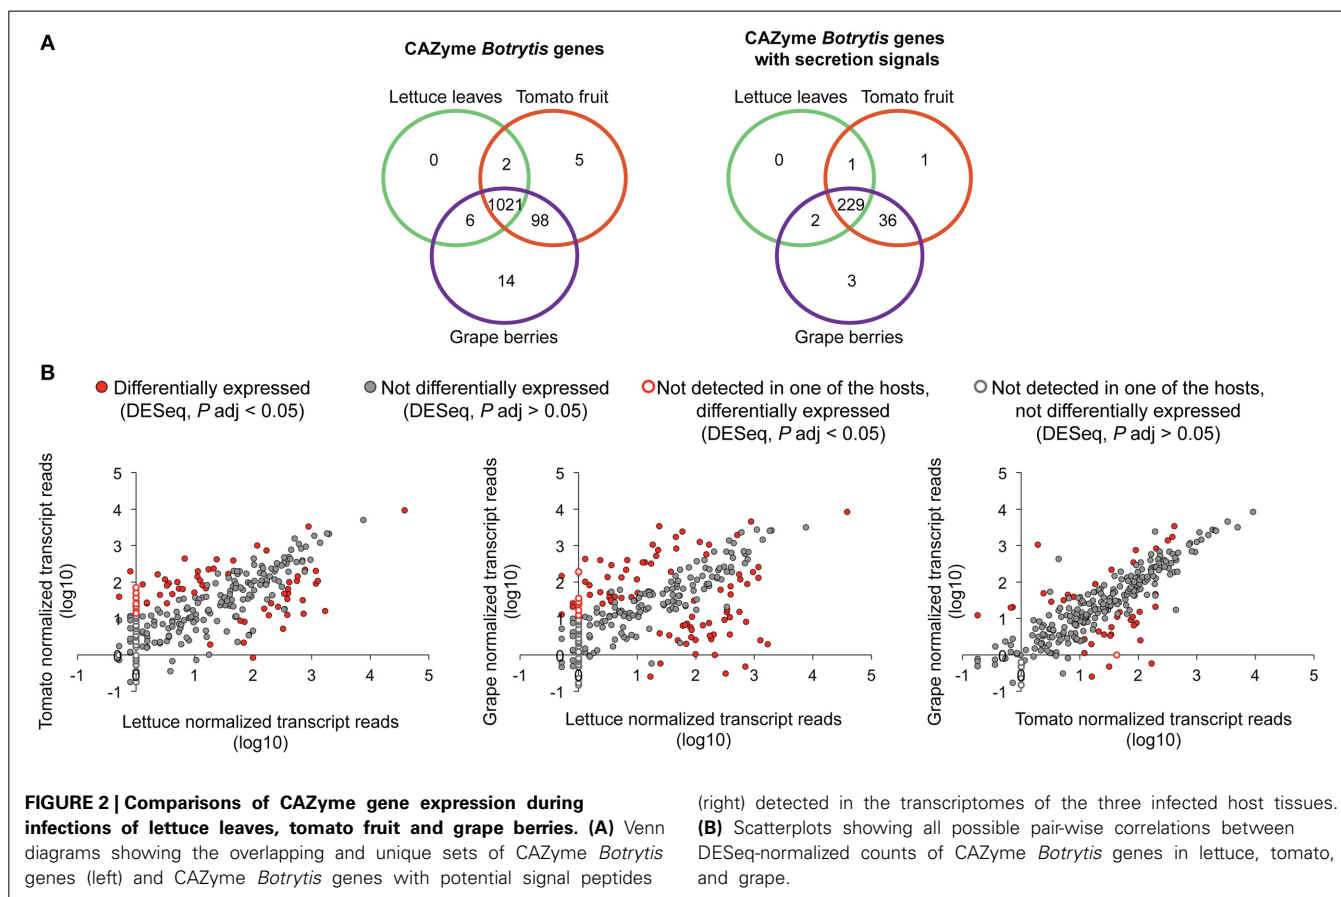 A
CAZyme Botrytis genes
Lettuce leaves Tomato fruit
0
2
5
1021
6
98
14
Grape berries
CAZyme Botrytis genes
with secretion signals
Lettuce leaves Tomato fruit
0
1
1
229
2
36
3
Grape berries
B
Differentially expressed
(DESeq, P adj < 0.05)
Not differentially expressed
(DESeq, P adj > 0.05)
Not detected in one of the hosts,
differentially expressed
(DESeq, P adj < 0.05)
Not detected in one of the hosts,
not differentially expressed
(DESeq, P adj > 0.05)
Tomato normalized transcript reads
(log10)
5
4
3
2
1
0
-1
-1 0 1 2 3 4 5
Lettuce normalized transcript reads
(log10)
Grape normalized transcript reads
(log10)
5
4
3
2
1
0
-1
-1 0 1 2 3 4 5
Lettuce normalized transcript reads
(log10)
Grape normalized transcript reads
(log10)
5
4
3
2
1
0
-1
-1 0 1 2 3 4 5
Tomato normalized transcript reads
(log10)
FIGURE 2 | Comparisons of CAZyme gene expression during
infections of lettuce leaves, tomato fruit and grape berries. (A) Venn
diagrams showing the overlapping and unique sets of CAZyme Botrytis
genes (left) and CAZyme Botrytis genes with potential signal peptides
(right) detected in the transcriptomes of the three infected host tissues.
(B) Scatterplots showing all possible pair-wise correlations between
DESeq-normalized counts of CAZyme Botrytis genes in lettuce, tomato,
and grape.